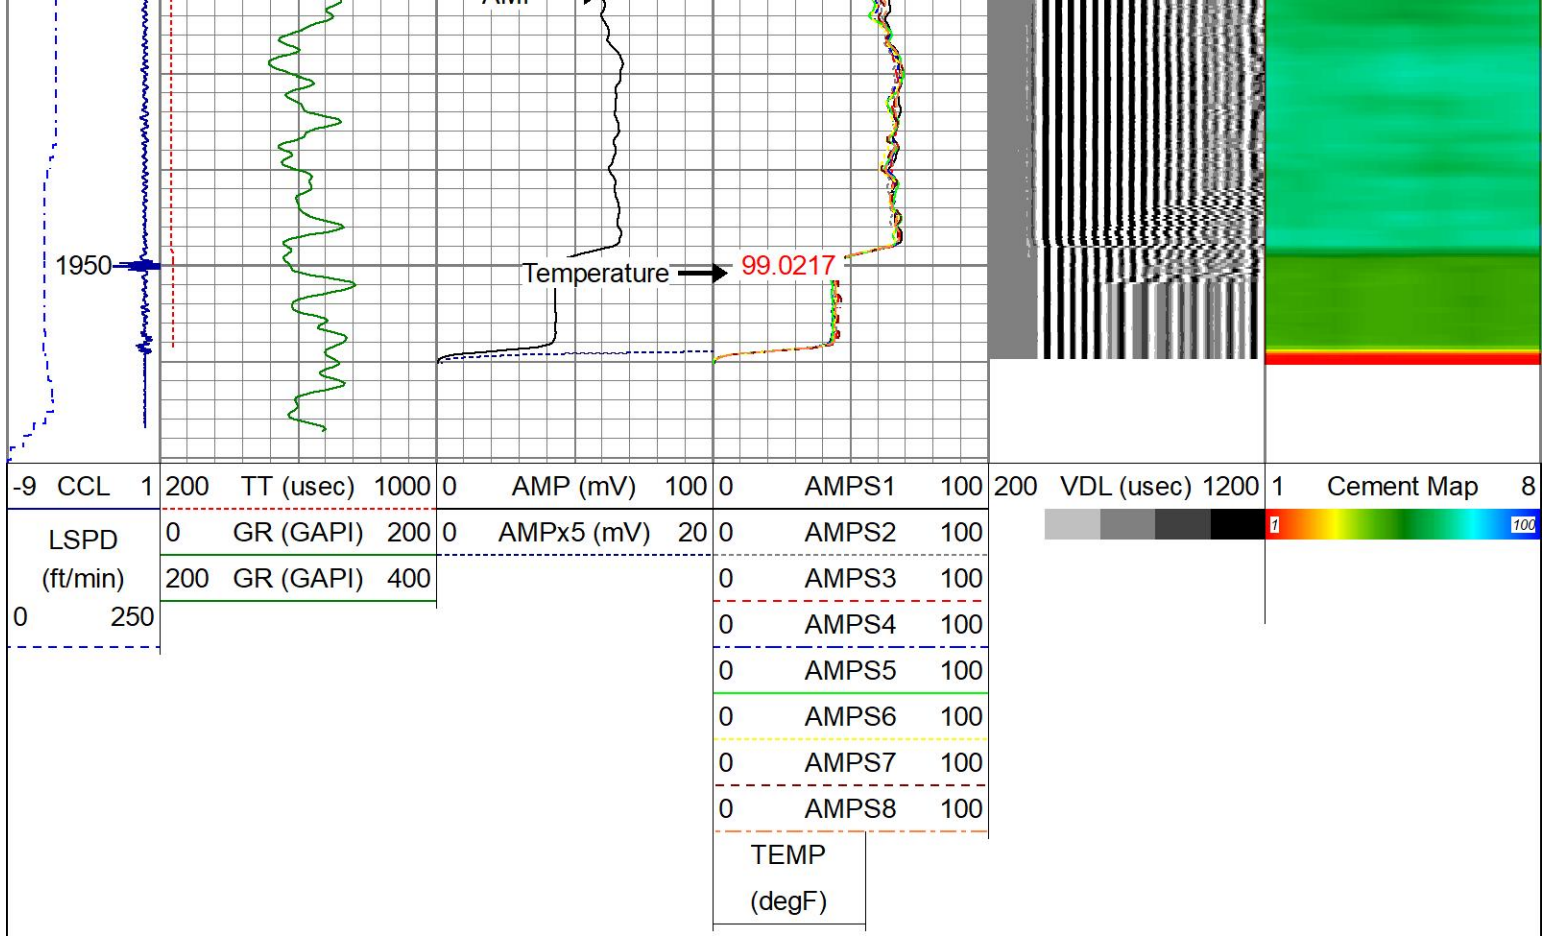 AMP
1950
Temperature 99.0217
-9 CCL 1 200 TT (usec) 1000 0 AMP (mV) 100 0 AMPS1 100 200 VDL (usec) 1200 1 Cement Map 8
LSPD
(ft/min)
0 250
0 GR (GAPI) 200 0 AMPx5 (mV) 20 0 AMPS2 100 1 100
200 GR (GAPI) 400 0 AMPS3 100
0 AMPS4 100
0 AMPS5 100
0 AMPS6 100
0 AMPS7 100
0 AMPS8 100
TEMP
(degF)